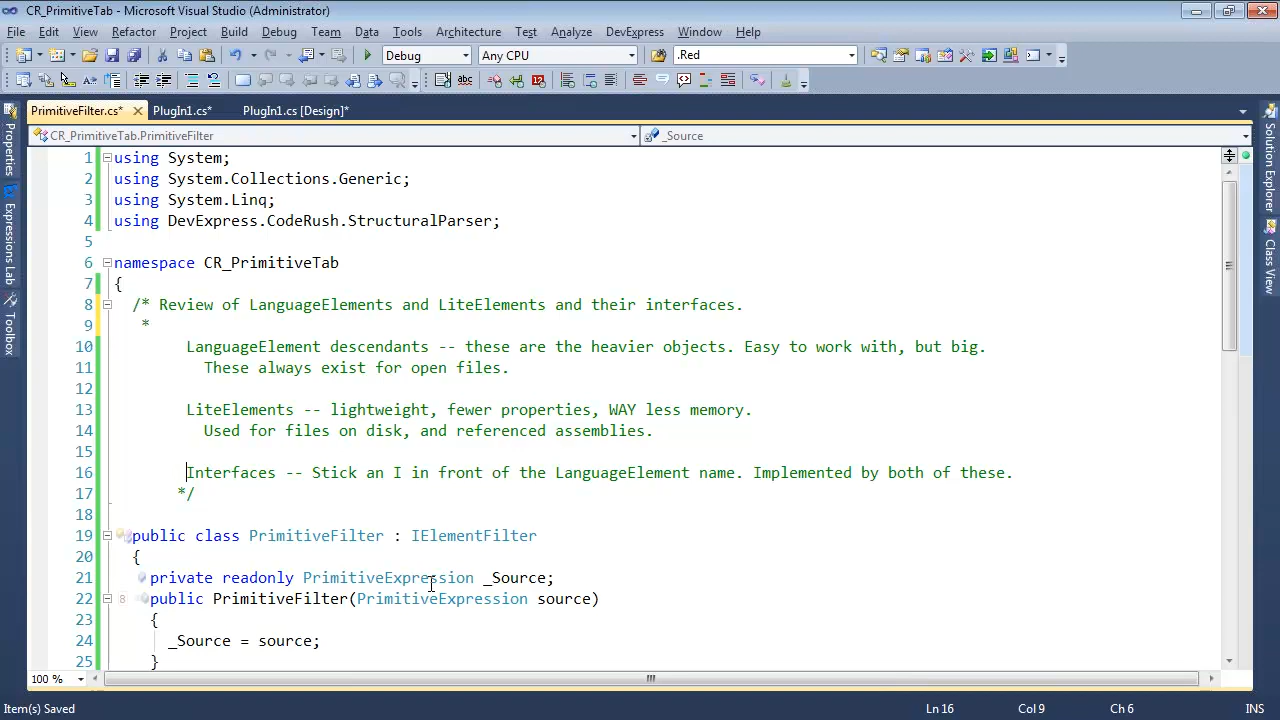 CR_PrimitiveTab - Microsoft Visual Studio (Administrator)
File Edit View Refactor Project Build Debug Team Data Tools Architecture Test Analyze DevExpress Window Help
Debug Any CPU .Red
PrimitiveFilter.cs* PlugIn1.cs* PlugIn1.cs [Design]*
CR_PrimitiveTab.PrimitiveFilter _Source
Properties
Expressions Lab
Toolbox
Solution Explorer
Class View
1 using System;
2 using System.Collections.Generic;
3 using System.Linq;
4 using DevExpress.CodeRush.StructuralParser;
5
6 namespace CR_PrimitiveTab
7 {
8 /* Review of LanguageElements and LiteElements and their interfaces.
9 *
10 LanguageElement descendants -- these are the heavier objects. Easy to work with, but big.
11 These always exist for open files.
12
13 LiteElements -- lightweight, fewer properties, WAY less memory.
14 Used for files on disk, and referenced assemblies.
15
16 Interfaces -- Stick an I in front of the LanguageElement name. Implemented by both of these.
17 */
18
19 public class PrimitiveFilter : IElementFilter
20 {
21 private readonly PrimitiveExpression _Source;
22 8 public PrimitiveFilter(PrimitiveExpression source)
23 {
24 _Source = source;
25 }
100 %
Item(s) Saved Ln 16 Col 9 Ch 6 INS